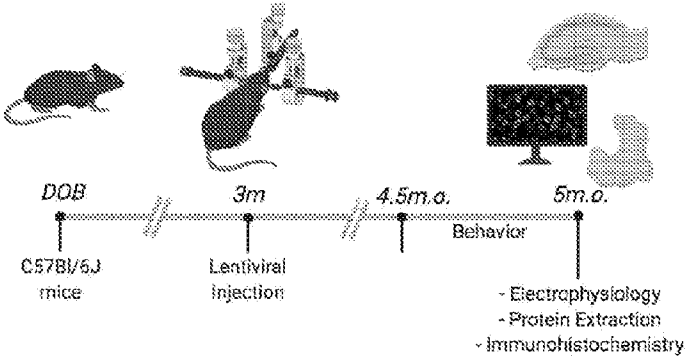 DOB
3m
4.5m.o.
5m.o.
Behavior
C57Bl/6J
mice
Lentiviral
Injection
- Electrophysiology
- Protein Extraction
- Immunohistochemistry